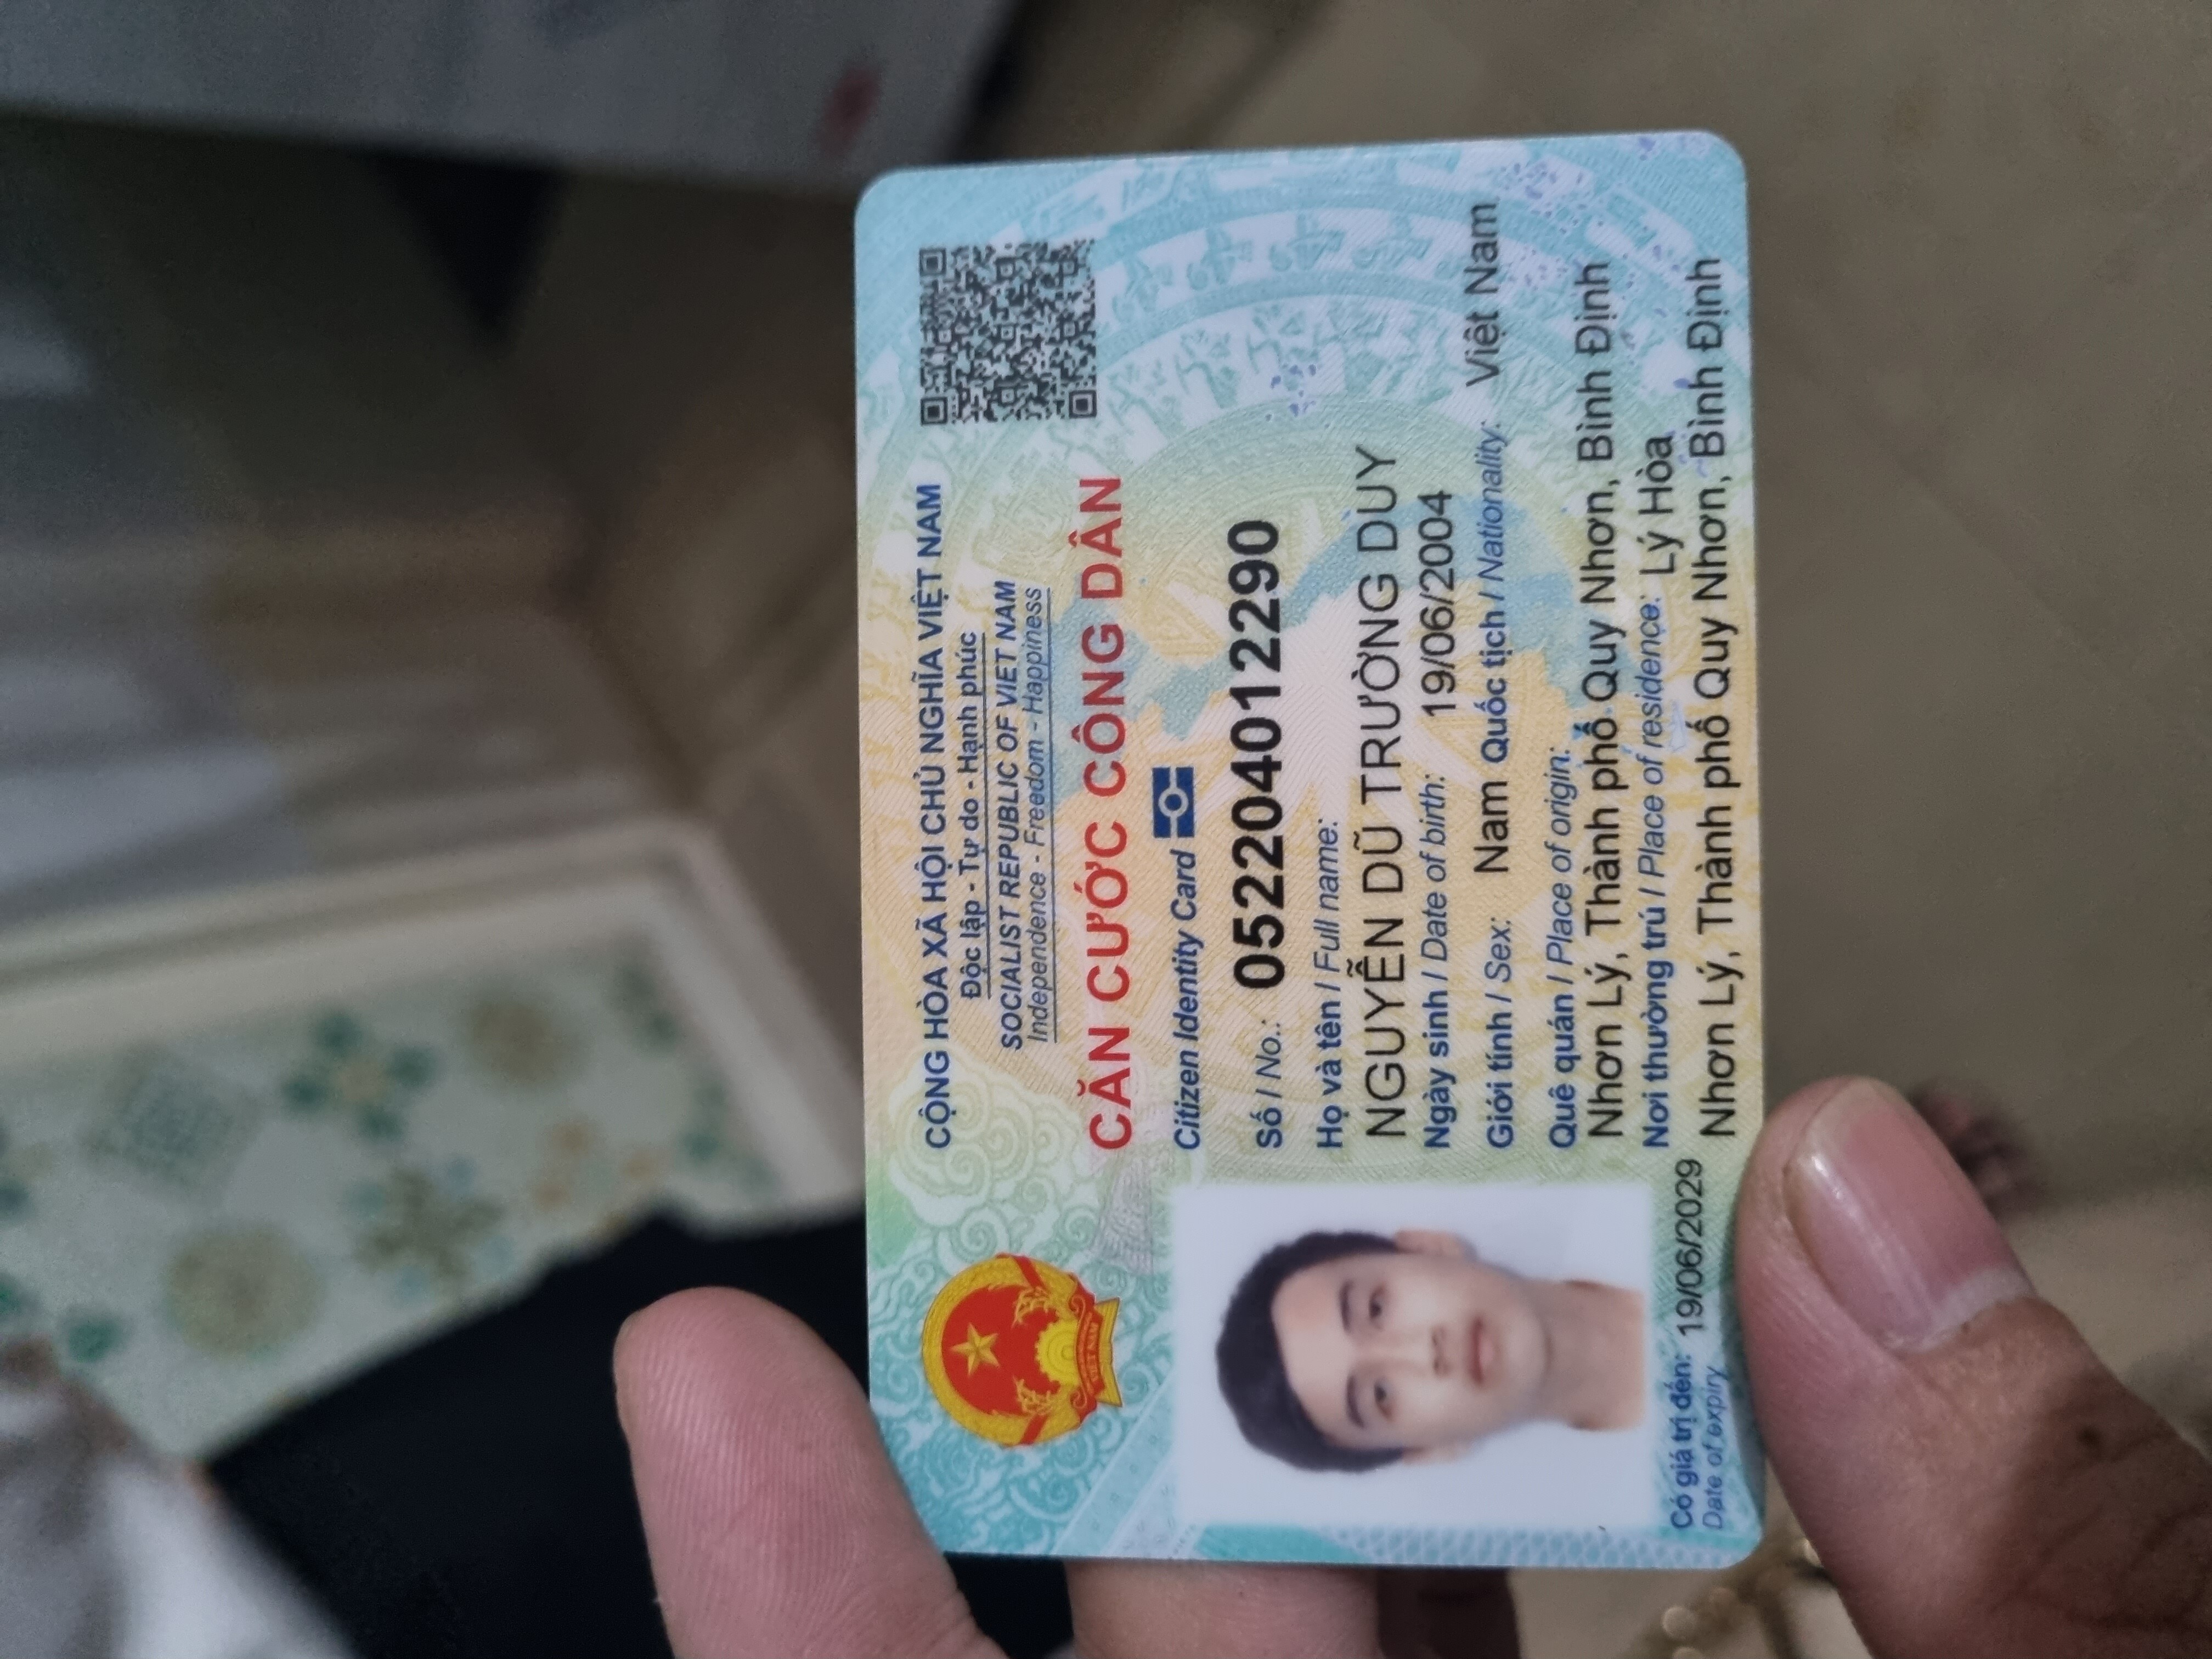 CỘNG HÒA XÃ HỘI CHỦ NGHĨA VIỆT NAM
Độc lập - Tự do - Hạnh phúc
SOCIALIST REPUBLIC OF VIET NAM
Independence - Freedom - Happiness
CĂN CƯỚC CÔNG DÂN
Citizen Identity Card
Số / No.: 052204012290
Họ và tên / Full name:
NGUYỄN DŨ TRƯỜNG DUY
Ngày sinh / Date of birth: 19/06/2004
Giới tính / Sex: Nam Quốc tịch / Nationality: Việt Nam
Quê quán / Place of origin:
Nhơn Lý, Thành phố Quy Nhơn, Bình Định
Nơi thường trú / Place of residence: Lý Hòa
Nhơn Lý, Thành phố Quy Nhơn, Bình Định
Có giá trị đến: 19/06/2029
Date of expiry
VIỆT NAM